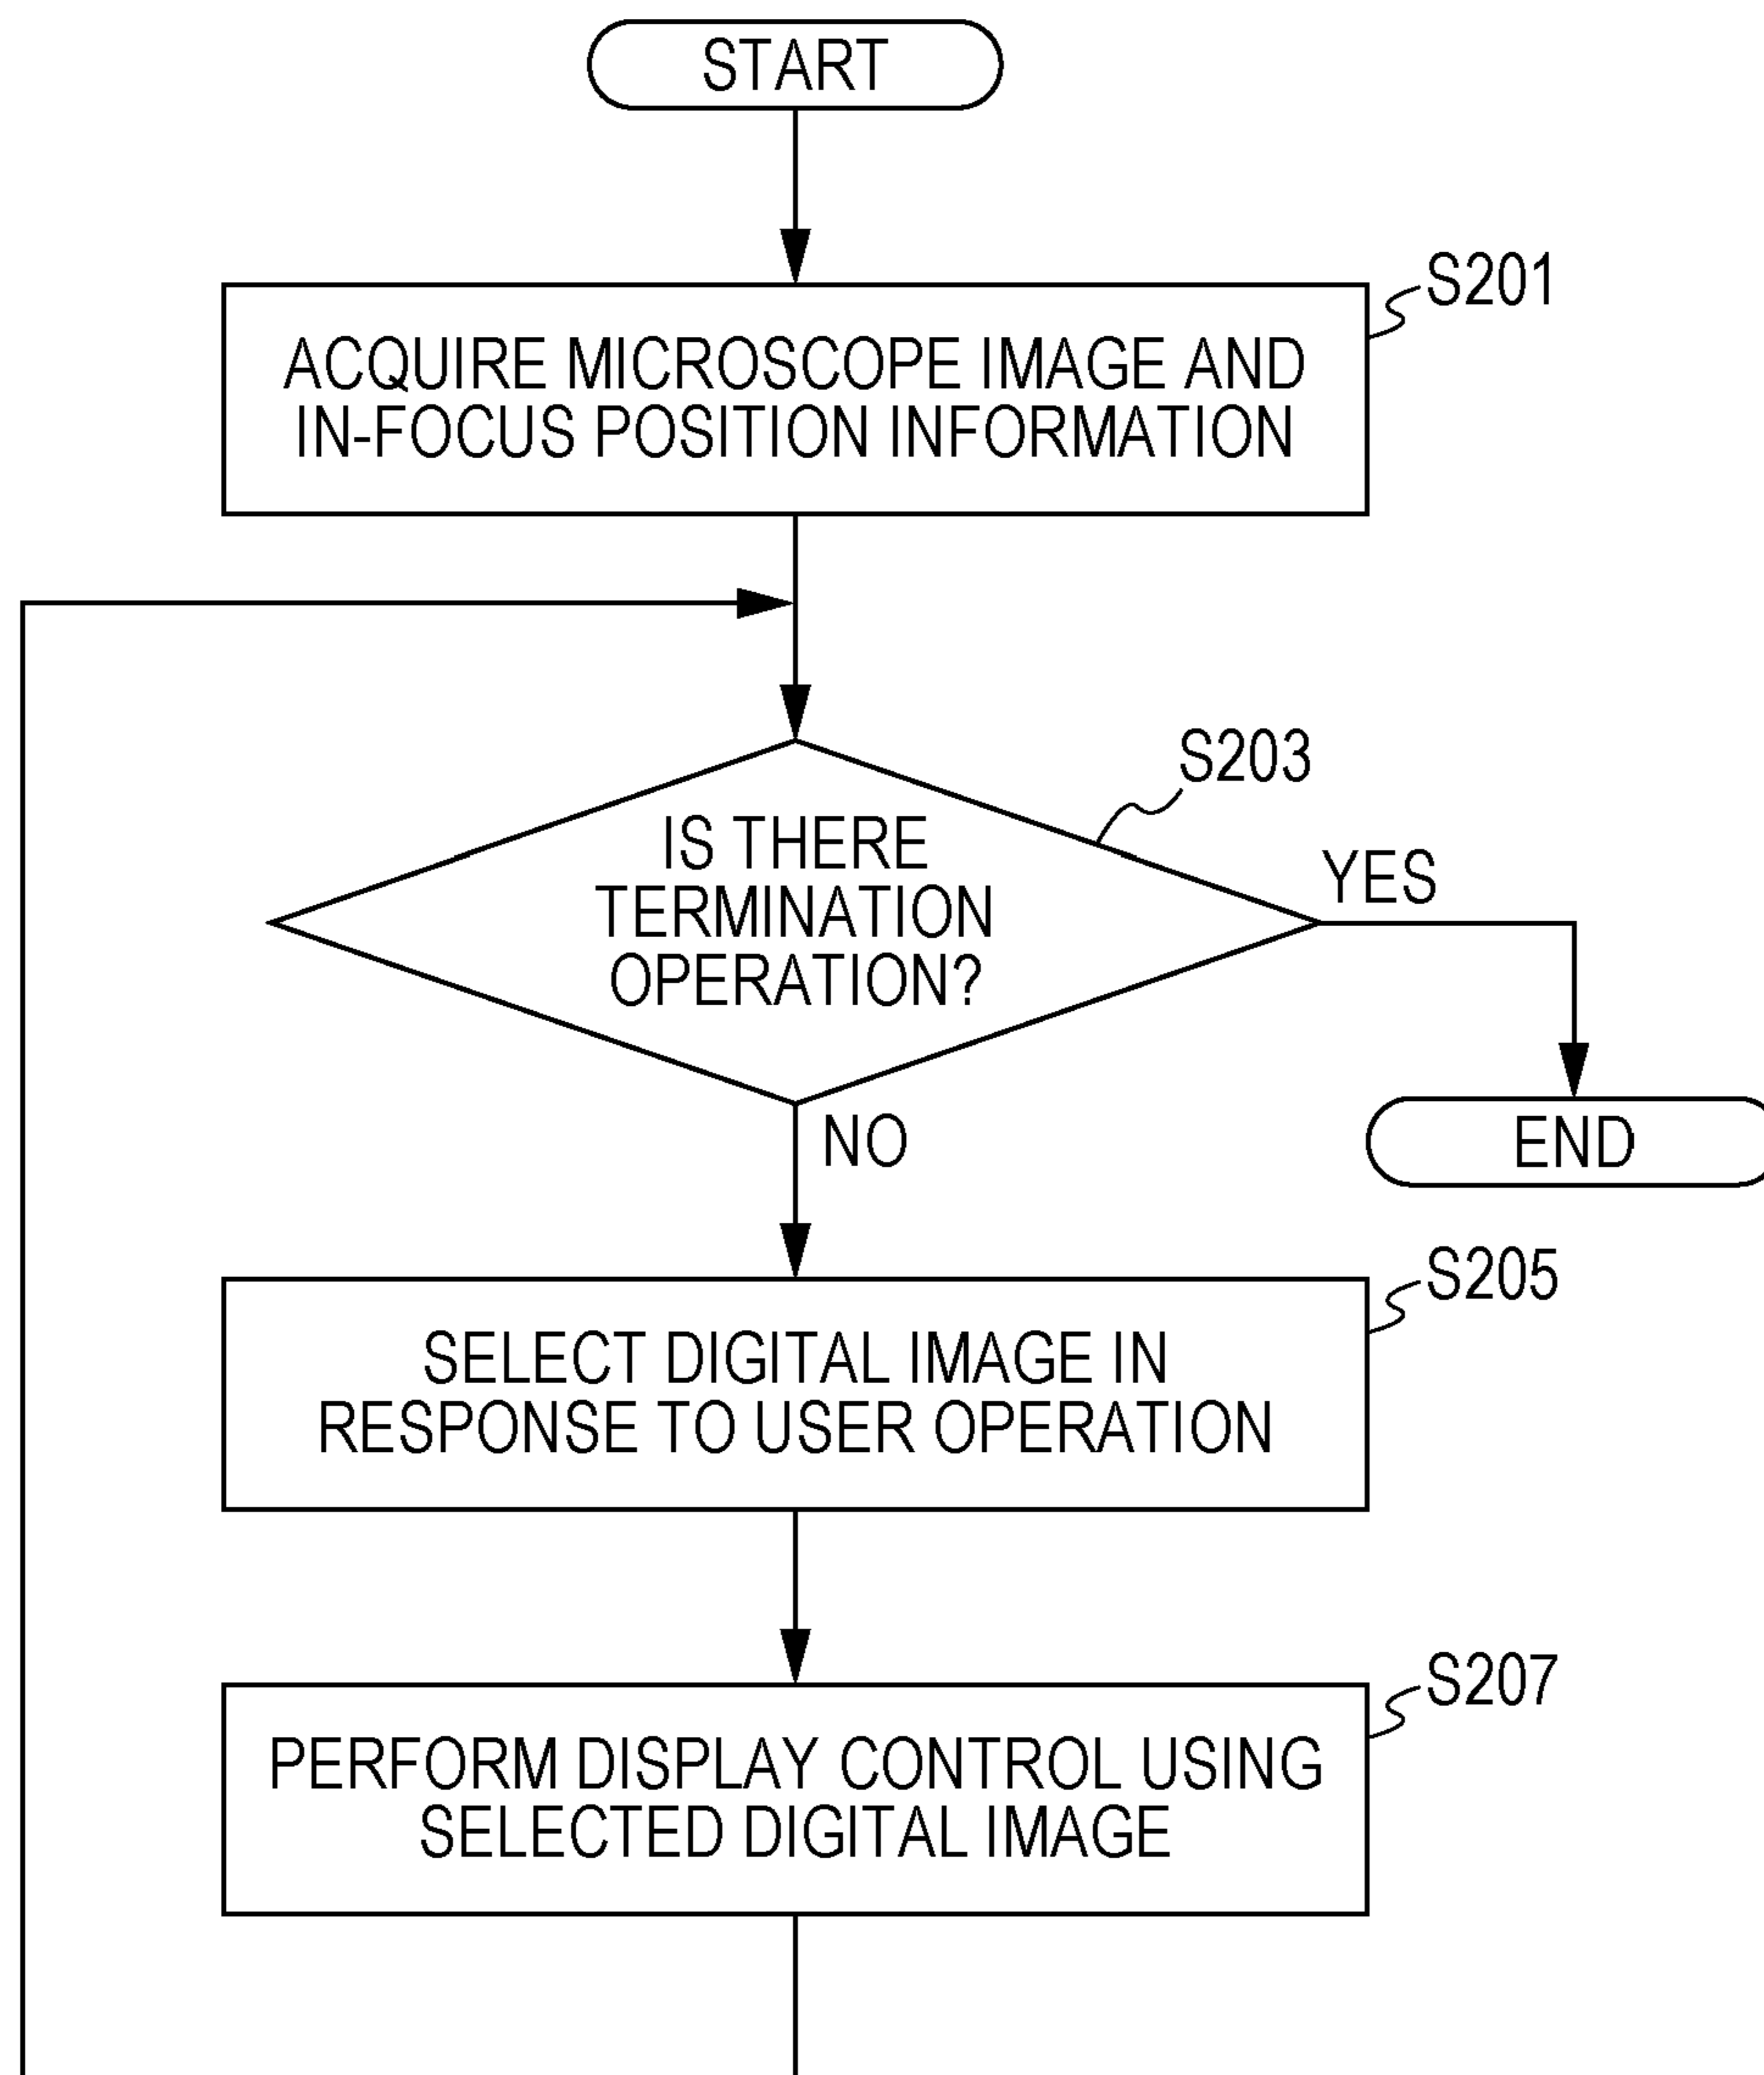 START
S201
ACQUIRE MICROSCOPE IMAGE AND
IN-FOCUS POSITION INFORMATION
S203
IS THERE
TERMINATION
OPERATION?
YES
NO
END
S205
SELECT DIGITAL IMAGE IN
RESPONSE TO USER OPERATION
S207
PERFORM DISPLAY CONTROL USING
SELECTED DIGITAL IMAGE